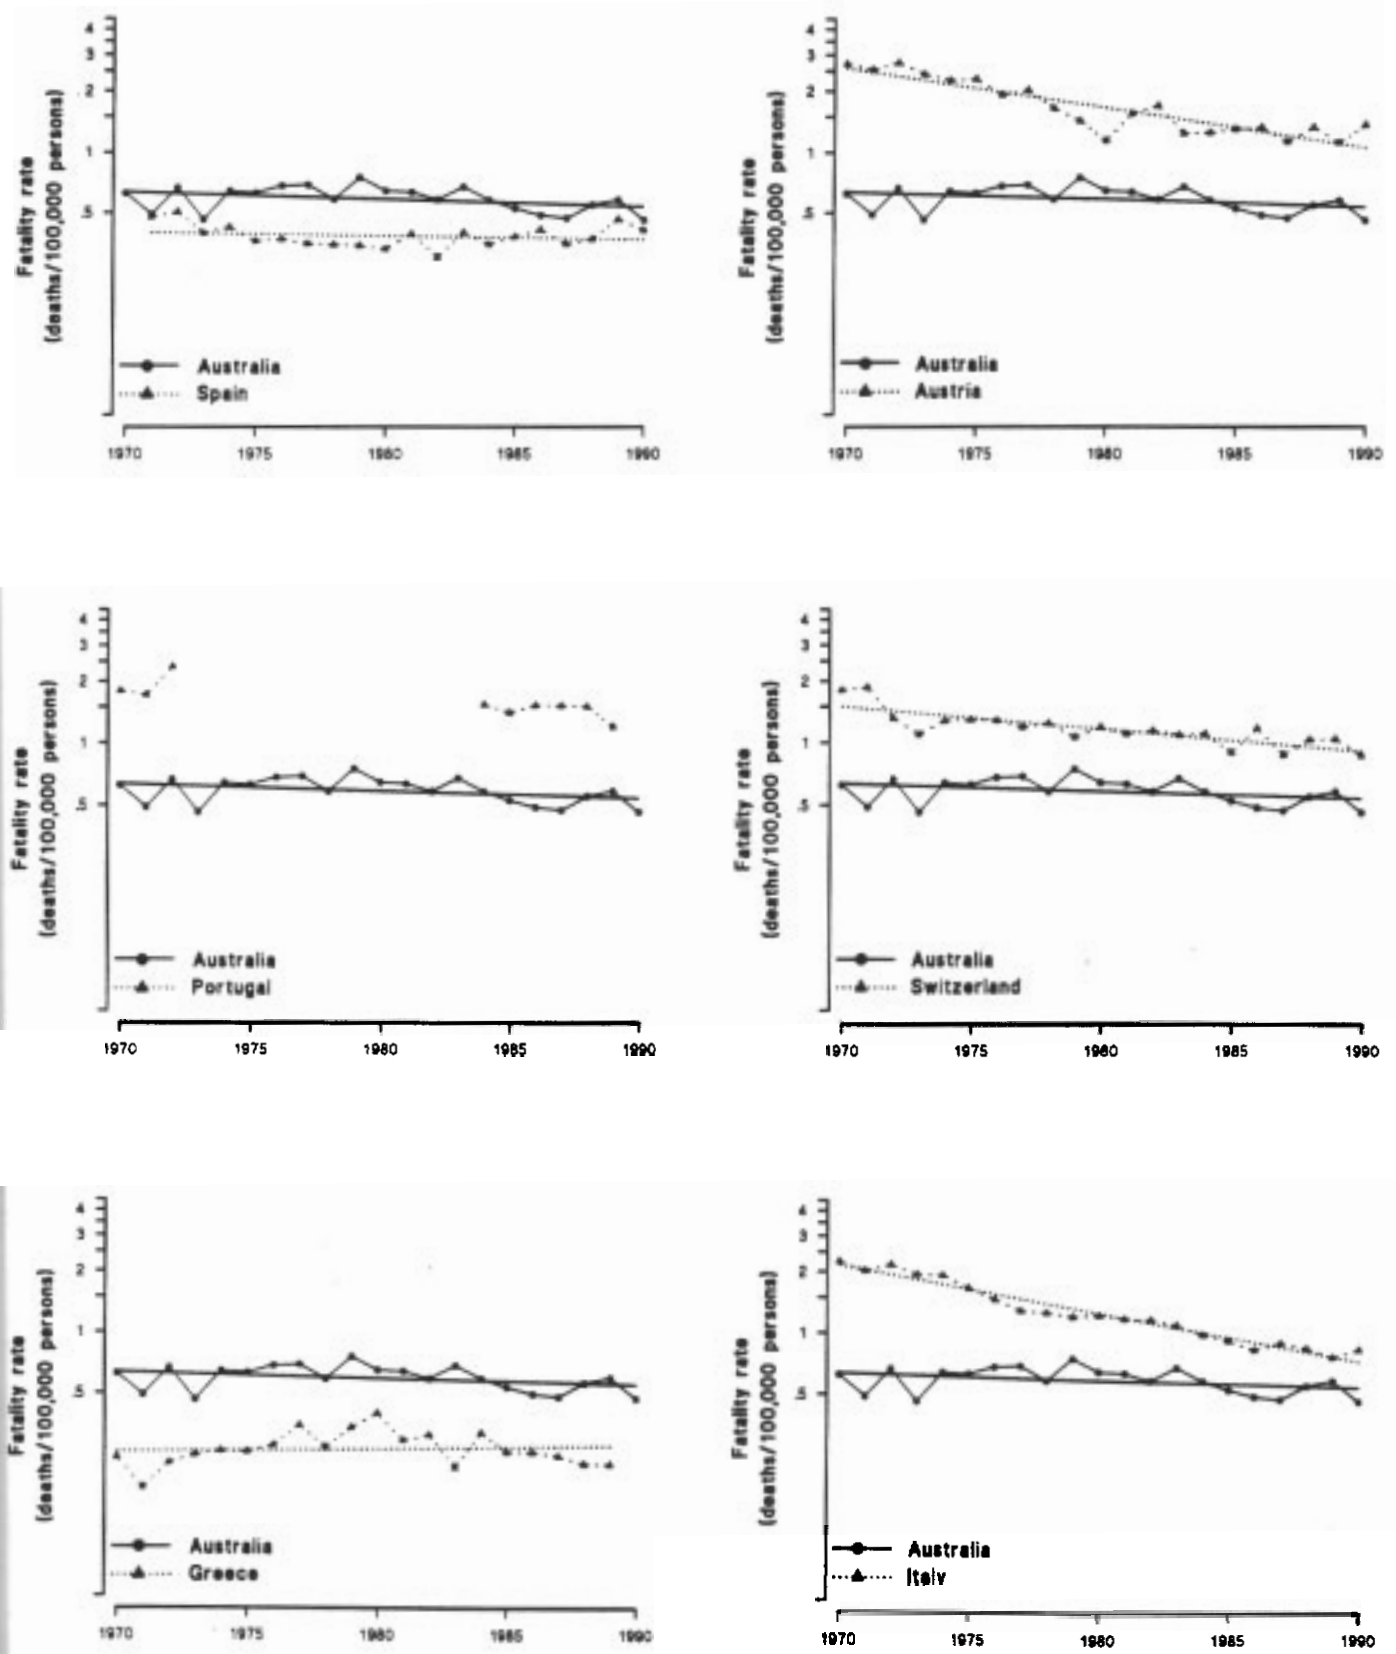 4
3
2
1
.5
Fatality rate
(deaths/100,000 persons)
Australia
Spain
1970 1975 1980 1985 1990
4
3
2
1
.5
Fatality rate
(deaths/100,000 persons)
Australia
Austria
1970 1975 1980 1985 1990
4
3
2
1
.5
Fatality rate
(deaths/100,000 persons)
Australia
Portugal
1970 1975 1980 1985 1990
4
3
2
1
.5
Fatality rate
(deaths/100,000 persons)
Australia
Switzerland
1970 1975 1980 1985 1990
4
3
2
1
.5
Fatality rate
(deaths/100,000 persons)
Australia
Greece
1970 1975 1980 1985 1990
4
3
2
1
.5
Fatality rate
(deaths/100,000 persons)
Australia
Italy
1970 1975 1980 1985 1990